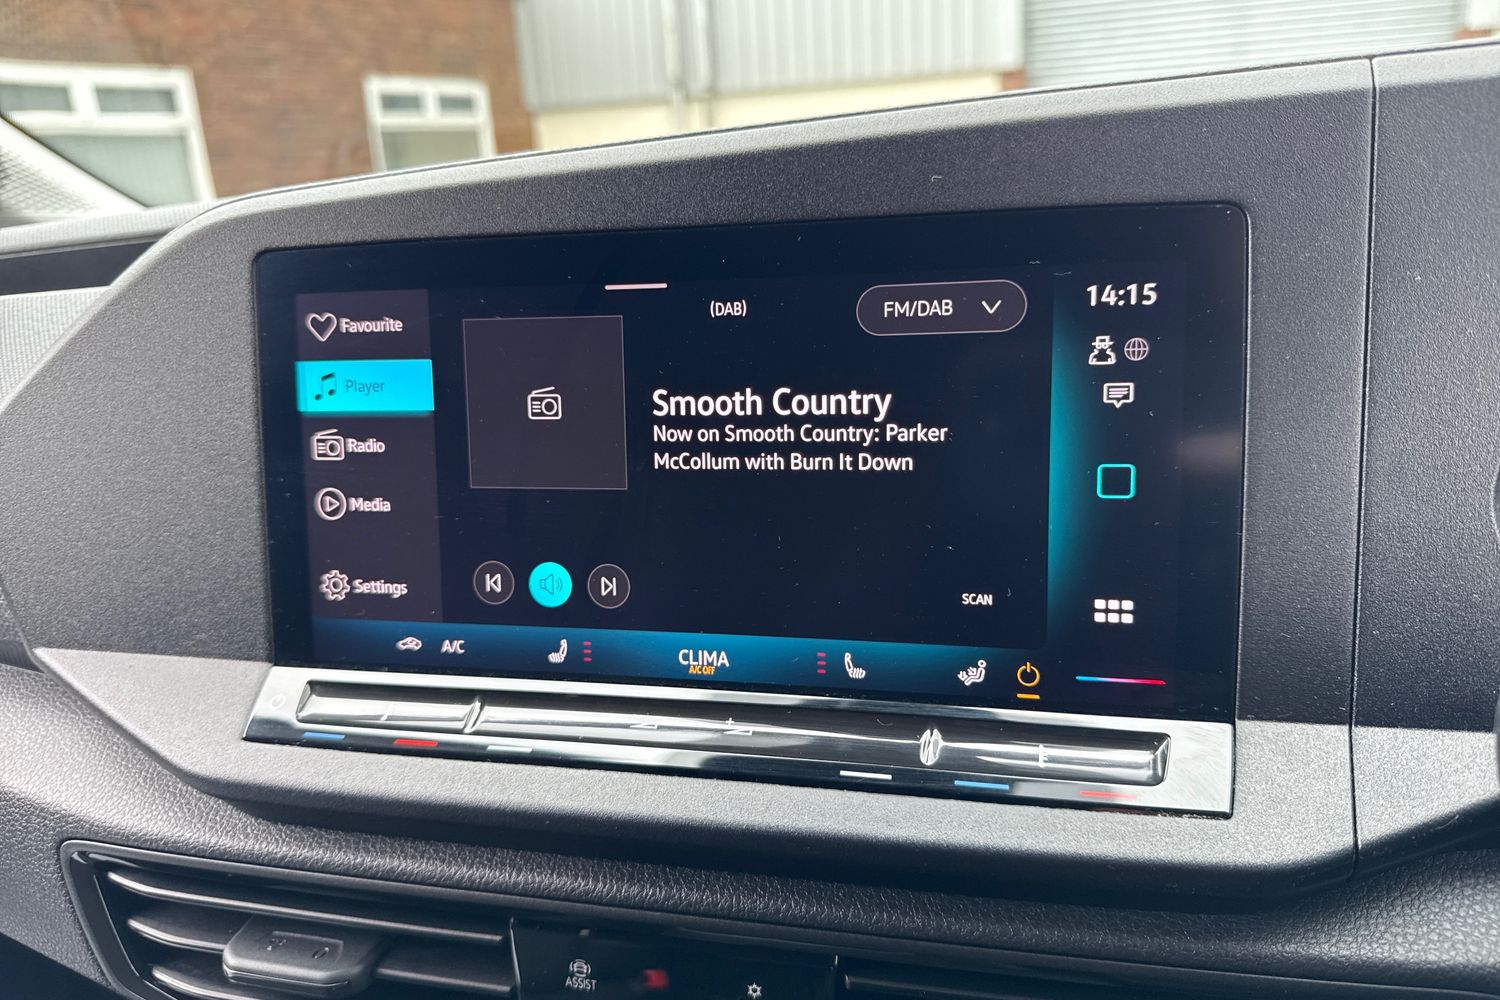 (DAB)
FM/DAB
14:15
Favourite
Player
Radio
Media
Settings
Smooth Country
Now on Smooth Country: Parker
McCollum with Burn It Down
SCAN
A/C
CLIMA
A/C OFF
ASSIST